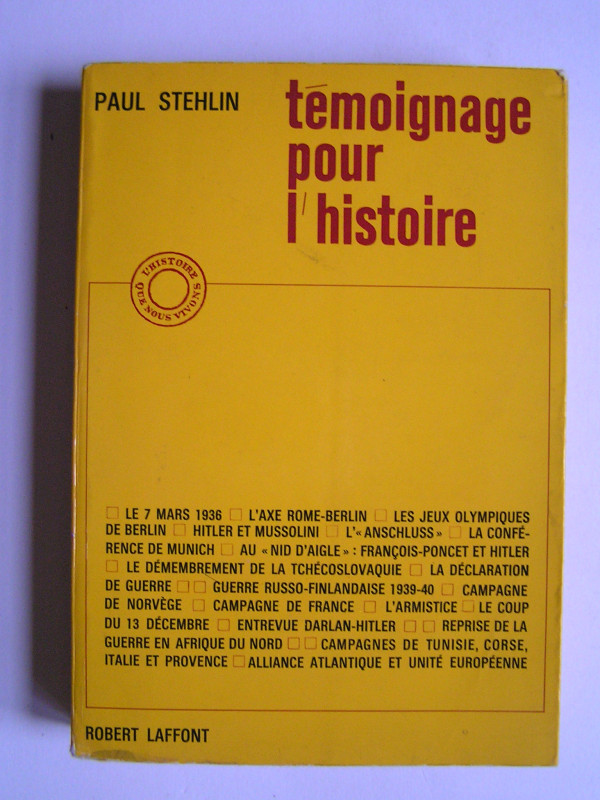 PAUL STEHLIN
témoignage
pour
l'histoire
L'HISTOIRE
QUE NOUS VIVONS
□ LE 7 MARS 1936 □ L'AXE ROME-BERLIN □ LES JEUX OLYMPIQUES
DE BERLIN □ HITLER ET MUSSOLINI □ L'« ANSCHLUSS » □ LA CONFÉ-
RENCE DE MUNICH □ AU « NID D'AIGLE » : FRANÇOIS-PONCET ET HITLER
□ LE DÉMEMBREMENT DE LA TCHÉCOSLOVAQUIE □ LA DÉCLARATION
DE GUERRE □ □ GUERRE RUSSO-FINLANDAISE 1939-40 □ CAMPAGNE
DE NORVÈGE □ CAMPAGNE DE FRANCE □ L'ARMISTICE □ LE COUP
DU 13 DÉCEMBRE □ ENTREVUE DARLAN-HITLER □ □ REPRISE DE LA
GUERRE EN AFRIQUE DU NORD □ □ CAMPAGNES DE TUNISIE, CORSE,
ITALIE ET PROVENCE □ ALLIANCE ATLANTIQUE ET UNITÉ EUROPÉENNE
ROBERT LAFFONT